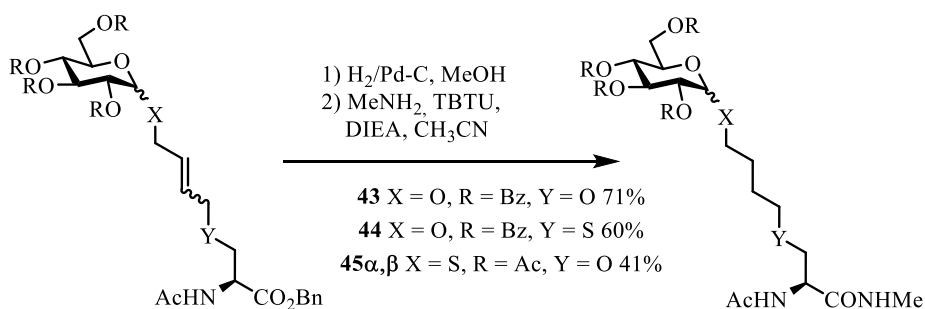 OR
RO
O
RO
RO
X
Y
AcHN
CO₂Bn
1) H₂/Pd-C, MeOH
2) MeNH₂, TBTU,
DIEA, CH₃CN
43 X = O, R = Bz, Y = O 71%
44 X = O, R = Bz, Y = S 60%
45α,β X = S, R = Ac, Y = O 41%
OR
RO
O
RO
RO
X
Y
AcHN
CONHMe